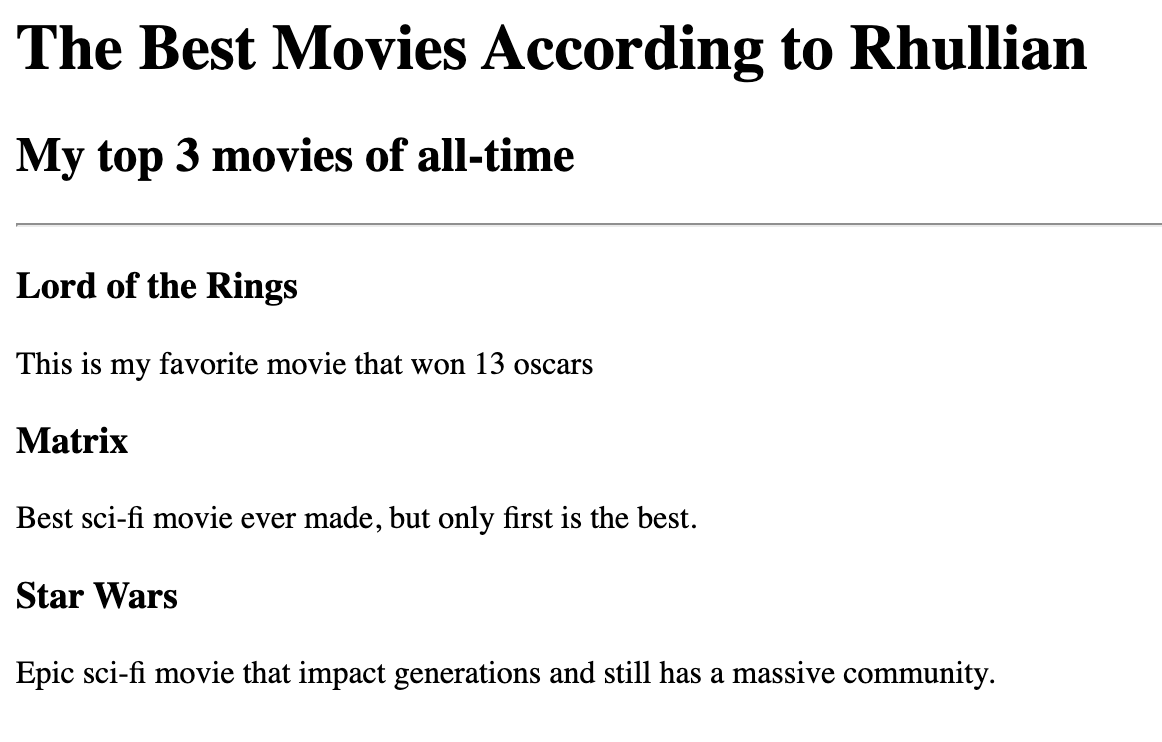 The Best Movies According to Rhullian
My top 3 movies of all-time
Lord of the Rings
This is my favorite movie that won 13 oscars
Matrix
Best sci-fi movie ever made, but only first is the best.
Star Wars
Epic sci-fi movie that impact generations and still has a massive community.